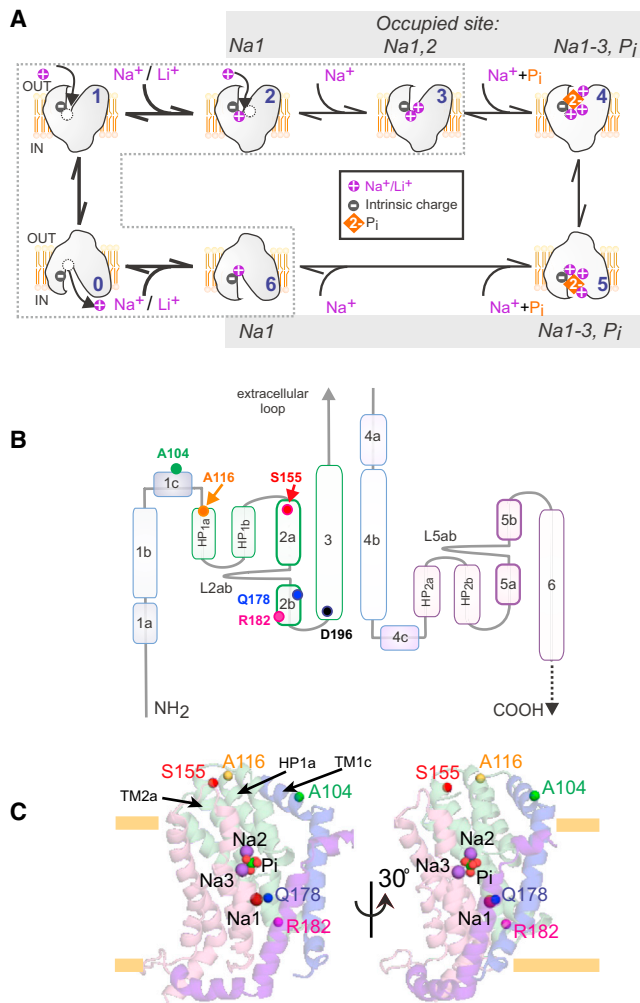 A
Occupied site:
Na1
Na1,2
Na1-3, Pi
OUT
Na+/ Li+
Na+
Na++Pi
1
2
3
2-
4
IN
Na+/Li+
Intrinsic charge
2- Pi
OUT
IN
0
6
2-
5
Na+/ Li+
Na+
Na++Pi
Na1
Na1-3, Pi
B
extracellular
loop
A104
A116
S155
4a
1c
HP1a
HP1b
2a
3
4b
5b
1b
L2ab
L5ab
Q178
2b
HP2a
HP2b
5a
6
1a
R182
D196
4c
NH2
COOH
C
S155
A116
HP1a
TM1c
A104
TM2a
Na2
Na3
Pi
Na1
Q178
R182
30o
S155
A116
A104
Na2
Na3
Pi
Na1
Q178
R182